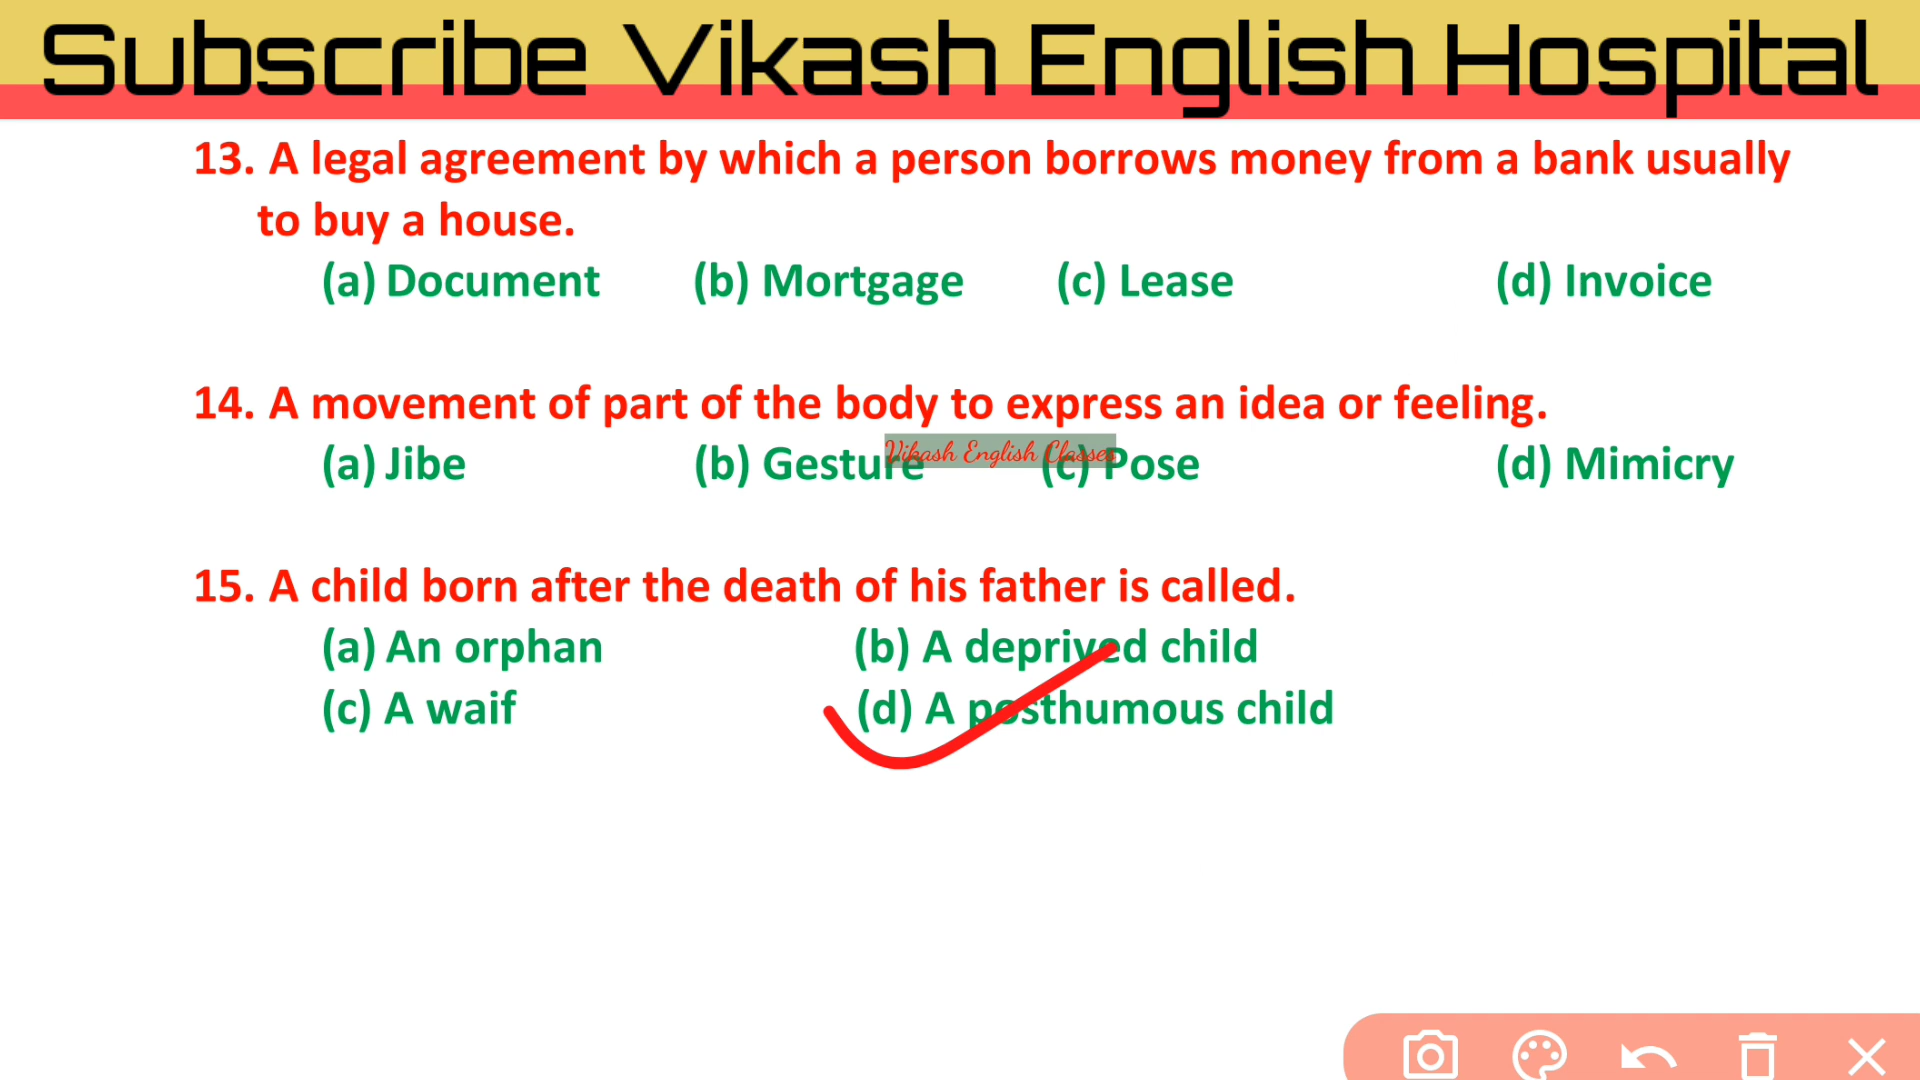 Subscribe Vikash English Hospital
13. A legal agreement by which a person borrows money from a bank usually
to buy a house.
(a) Document (b) Mortgage (c) Lease (d) Invoice
14. A movement of part of the body to express an idea or feeling.
Vikash English Classes
(a) Jibe (b) Gesture (c) Pose (d) Mimicry
15. A child born after the death of his father is called.
(a) An orphan (b) A deprived child
(c) A waif (d) A posthumous child